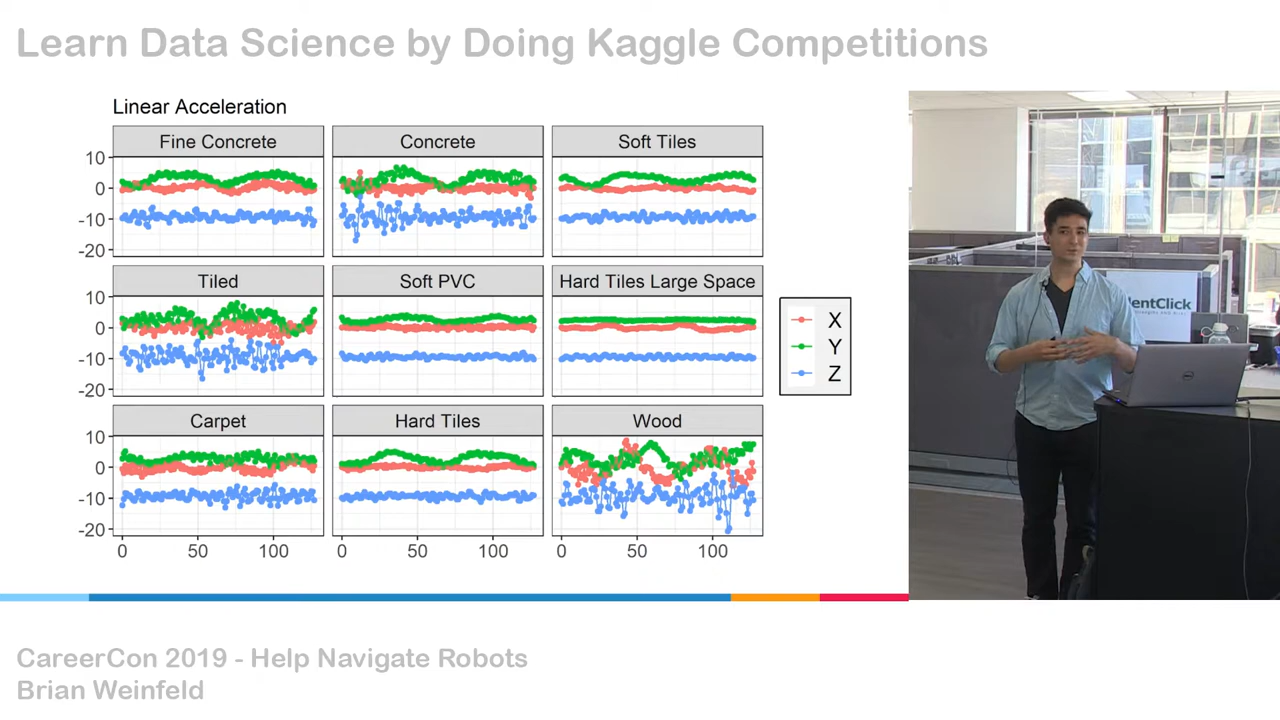 Learn Data Science by Doing Kaggle Competitions
Linear Acceleration
Fine Concrete
Concrete
Soft Tiles
10
0
-10
-20
Tiled
Soft PVC
Hard Tiles Large Space
10
0
-10
-20
Carpet
Hard Tiles
Wood
10
0
-10
-20
0 50 100
0 50 100
0 50 100
X
Y
Z
lentClick
DELL
CareerCon 2019 - Help Navigate Robots
Brian Weinfeld